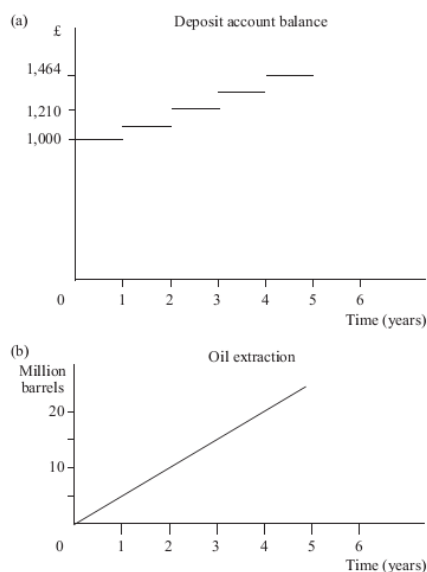 (a)
Deposit account balance
£
1,464
1,210
1,000
0 1 2 3 4 5 6
Time (years)
(b)
Oil extraction
Million
barrels
20
10
0 1 2 3 4 5 6
Time (years)